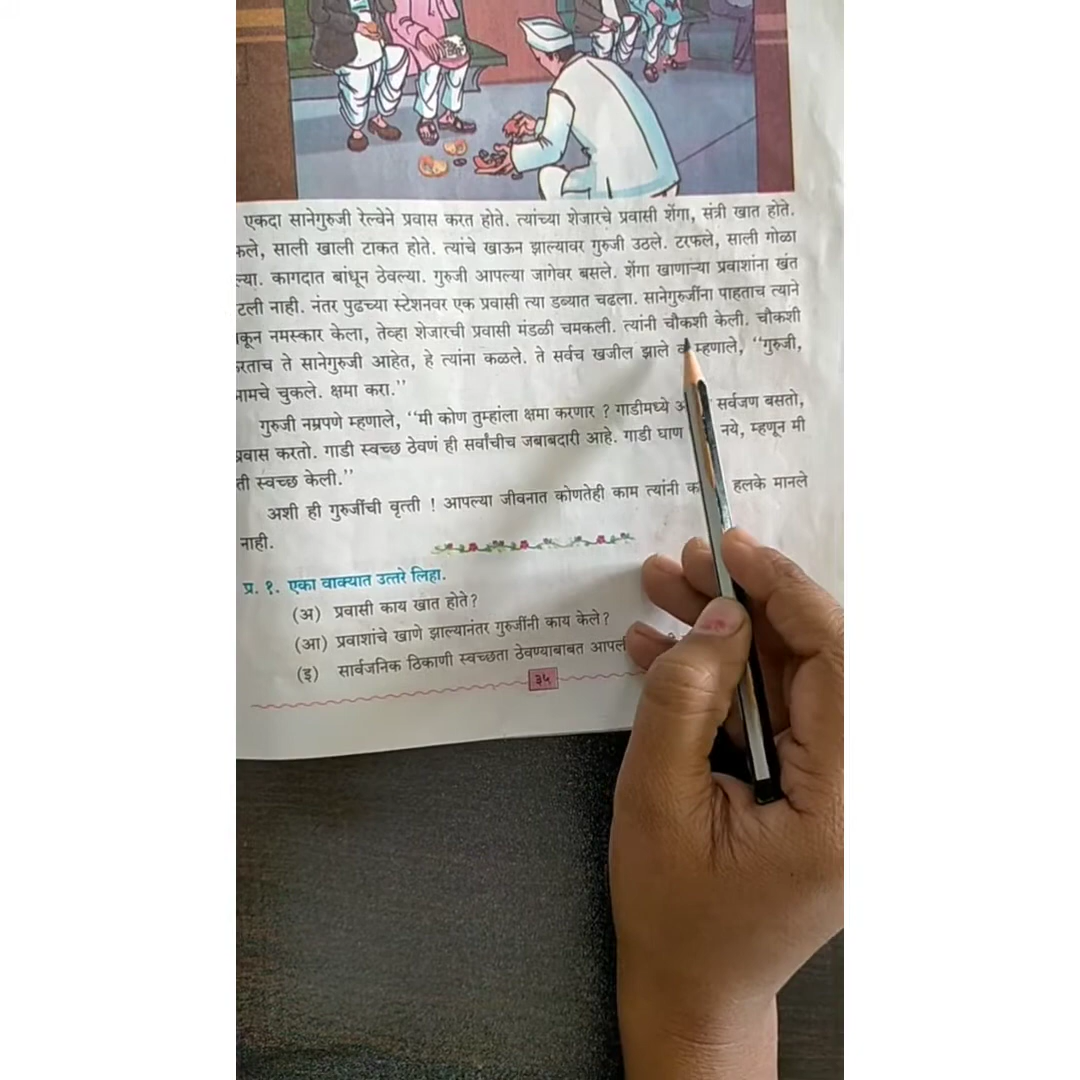 एकदा सानेगुरुजी रेल्वेने प्रवास करत होते. त्यांच्या शेजारचे प्रवासी शेंगा, संत्री खात होते.
साली खाली टाकत होते. त्यांचे खाऊन झाल्यावर गुरुजी उठले. टरफले, साली गोळा
कागदात बांधून ठेवल्या. गुरुजी आपल्या जागेवर बसले. शेंगा खाणाऱ्या प्रवाशांना खंत
नाही. नंतर पुढच्या स्टेशनवर एक प्रवासी त्या डब्यात चढला. सानेगुरुजींना पाहताच त्याने
नमस्कार केला, तेव्हा शेजारची प्रवासी मंडळी चमकली. त्यांनी चौकशी केली. चौकशी
ते सानेगुरुजी आहेत, हे त्यांना कळले. ते सर्वच खजील झाले व म्हणाले, “गुरुजी,
चुकले. क्षमा करा.”
गुरुजी नम्रपणे म्हणाले, “मी कोण तुम्हांला क्षमा करणार ? गाडीमध्ये सर्वजण बसतो,
प्रवास करतो. गाडी स्वच्छ ठेवणं ही सर्वांचीच जबाबदारी आहे. गाडी घाण नये, म्हणून मी
ती स्वच्छ केली.”
अशी ही गुरुजींची वृत्ती ! आपल्या जीवनात कोणतेही काम त्यांनी हलके मानले
नाही.
प्र. १. एका वाक्यात उत्तरे लिहा.
(अ) प्रवासी काय खात होते?
(आ) प्रवाशांचे खाणे झाल्यानंतर गुरुजींनी काय केले?
(इ) सार्वजनिक ठिकाणी स्वच्छता ठेवण्याबाबत आपली
३५